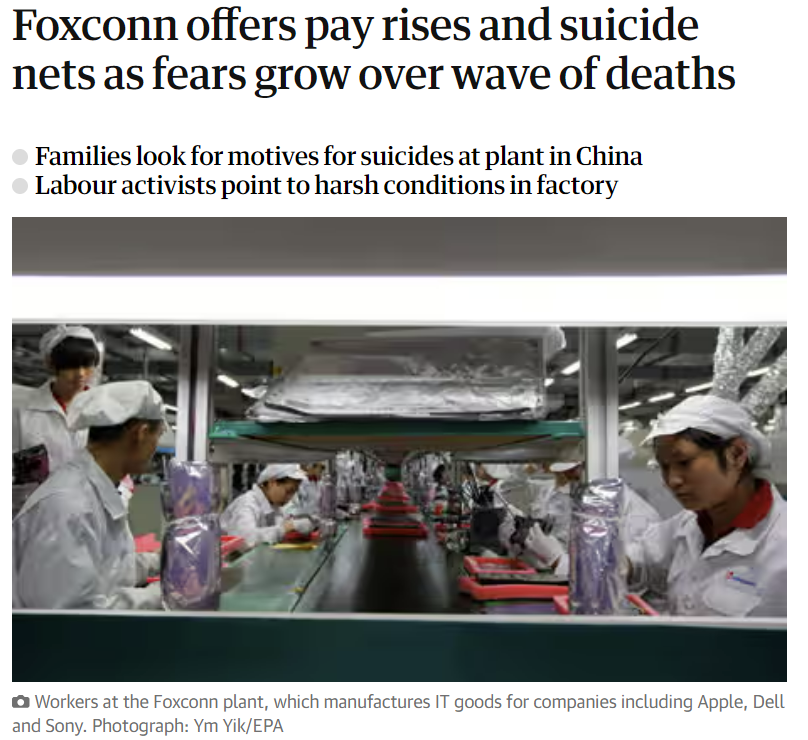 Foxconn offers pay rises and suicide
nets as fears grow over wave of deaths
Families look for motives for suicides at plant in China
Labour activists point to harsh conditions in factory
Workers at the Foxconn plant, which manufactures IT goods for companies including Apple, Dell
and Sony. Photograph: Ym Yik/EPA